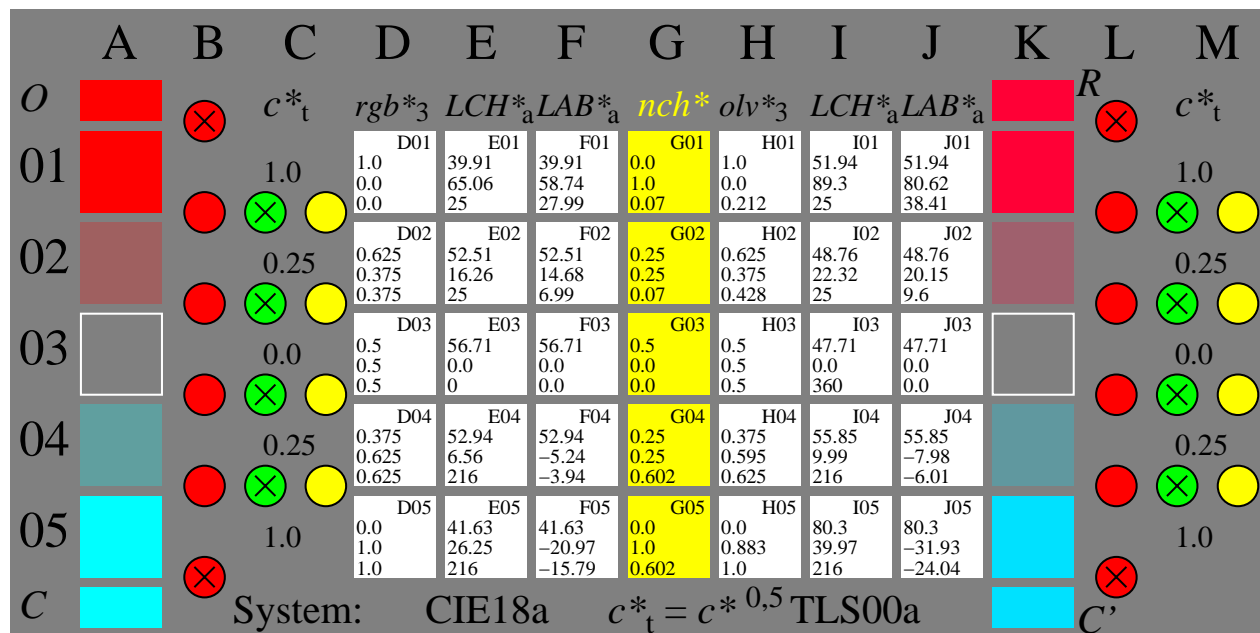 A B C D E F G H I J K L M
O c*t rgb*3 LCH*a LAB*a nch* olv*3 LCH*a LAB*a R c*t
01 1.0 1.0
D01 E01 F01 G01 H01 I01 J01
1.0 39.91 39.91 0.0 1.0 51.94 51.94
0.0 65.06 58.74 1.0 0.0 89.3 80.62
0.0 25 27.99 0.07 0.212 25 38.41
02 0.25 0.25
D02 E02 F02 G02 H02 I02 J02
0.625 52.51 52.51 0.25 0.625 48.76 48.76
0.375 16.26 14.68 0.25 0.375 22.32 20.15
0.375 25 6.99 0.07 0.428 25 9.6
03 0.0 0.0
D03 E03 F03 G03 H03 I03 J03
0.5 56.71 56.71 0.5 0.5 47.71 47.71
0.5 0.0 0.0 0.0 0.5 0.0 0.0
0.5 0 0.0 0.0 0.5 360 0.0
04 0.25 0.25
D04 E04 F04 G04 H04 I04 J04
0.375 52.94 52.94 0.25 0.375 55.85 55.85
0.625 6.56 −5.24 0.25 0.595 9.99 −7.98
0.625 216 −3.94 0.602 0.625 216 −6.01
05 1.0 1.0
D05 E05 F05 G05 H05 I05 J05
0.0 41.63 41.63 0.0 0.0 80.3 80.3
1.0 26.25 −20.97 1.0 0.883 39.97 −31.93
1.0 216 −15.79 0.602 1.0 216 −24.04
C System: CIE18a c*t = c* 0,5 TLS00a C'